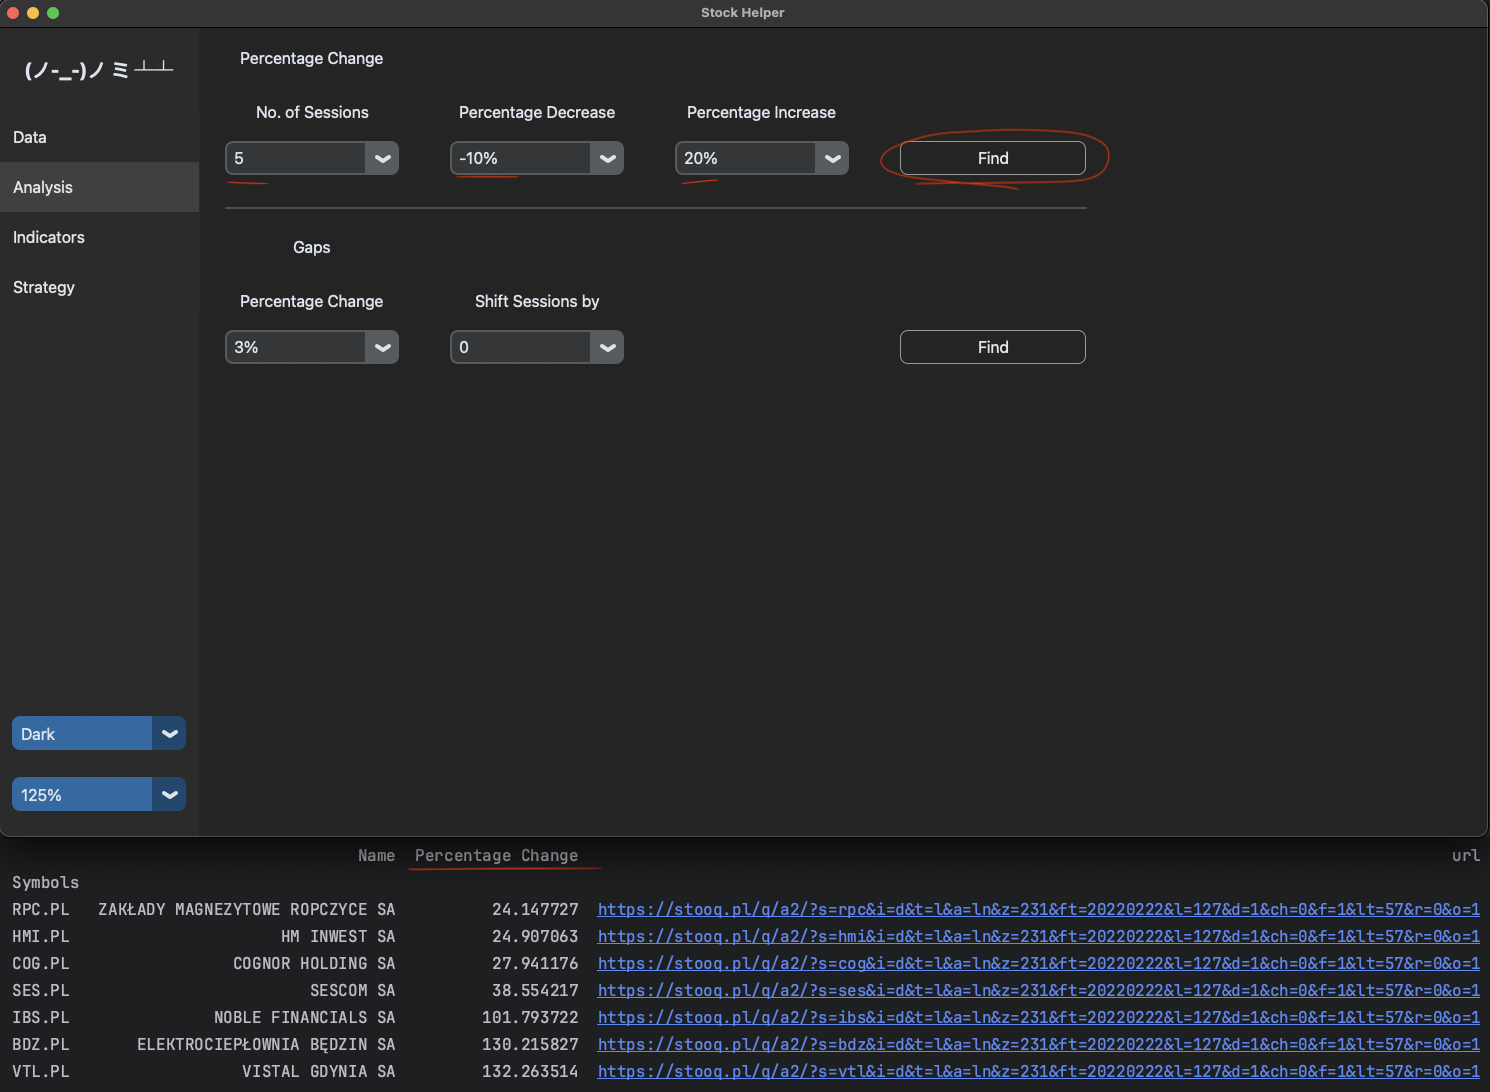 Stock Helper
(ノ-_-)ノ ミ ┴┴
Data
Analysis
Indicators
Strategy
Dark
125%
Percentage Change
No. of Sessions Percentage Decrease Percentage Increase
5 -10% 20% Find
Gaps
Percentage Change Shift Sessions by
3% 0 Find
Name Percentage Change url
Symbols
RPC.PL ZAKŁADY MAGNEZYTOWE ROPCZYCE SA 24.147727 https://stooq.pl/q/a2/?s=rpc&i=d&t=l&a=ln&z=231&ft=20220222&l=127&d=1&ch=0&f=1&lt=57&r=0&o=1
HMI.PL HM INWEST SA 24.907063 https://stooq.pl/q/a2/?s=hmi&i=d&t=l&a=ln&z=231&ft=20220222&l=127&d=1&ch=0&f=1&lt=57&r=0&o=1
COG.PL COGNOR HOLDING SA 27.941176 https://stooq.pl/q/a2/?s=cog&i=d&t=l&a=ln&z=231&ft=20220222&l=127&d=1&ch=0&f=1&lt=57&r=0&o=1
SES.PL SESCOM SA 38.554217 https://stooq.pl/q/a2/?s=ses&i=d&t=l&a=ln&z=231&ft=20220222&l=127&d=1&ch=0&f=1&lt=57&r=0&o=1
IBS.PL NOBLE FINANCIALS SA 101.793722 https://stooq.pl/q/a2/?s=ibs&i=d&t=l&a=ln&z=231&ft=20220222&l=127&d=1&ch=0&f=1&lt=57&r=0&o=1
BDZ.PL ELEKTROCIEPŁOWNIA BĘDZIN SA 130.215827 https://stooq.pl/q/a2/?s=bdz&i=d&t=l&a=ln&z=231&ft=20220222&l=127&d=1&ch=0&f=1&lt=57&r=0&o=1
VTL.PL VISTAL GDYNIA SA 132.263514 https://stooq.pl/q/a2/?s=vtl&i=d&t=l&a=ln&z=231&ft=20220222&l=127&d=1&ch=0&f=1&lt=57&r=0&o=1